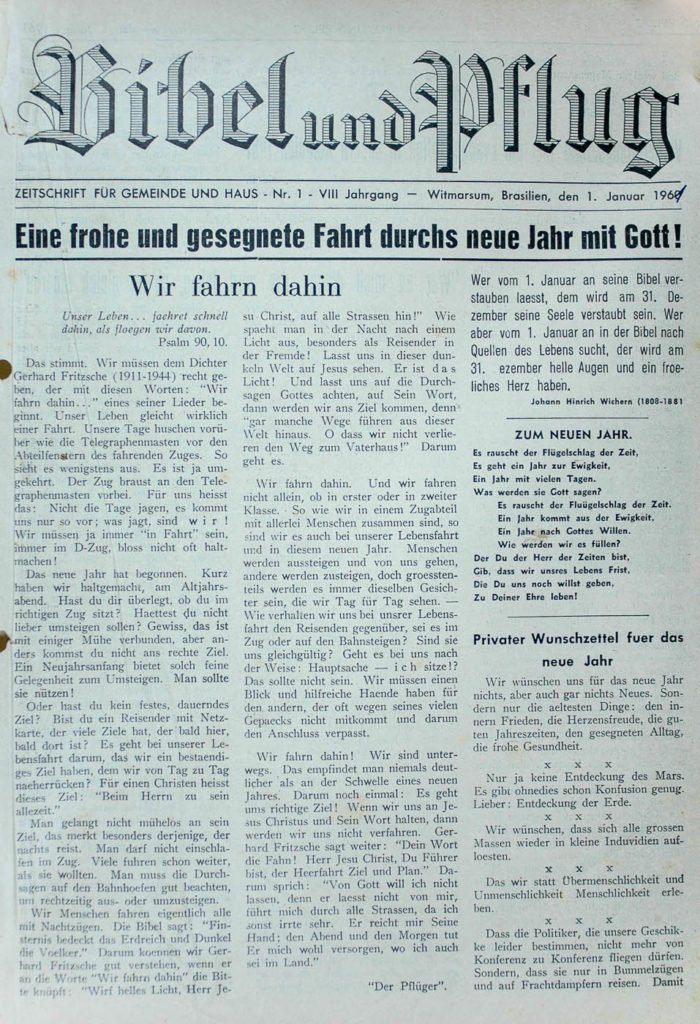 Bibel und Pflug
ZEITSCHRIFT FÜR GEMEINDE UND HAUS - Nr. 1 - VIII Jahrgang — Witmarsum, Brasilien, den 1. Januar 196
Eine frohe und gesegnete Fahrt durchs neue Jahr mit Gott!
Wir fahrn dahin
Unser Leben... faehret schnell
dahin, als floegen wir davon.
Psalm 90, 10.
Das stimmt. Wir müssen dem Dichter
Gerhard Fritzsche (1911-1944) recht ge-
ben, der mit diesen Worten: "Wir
fahrn dahin..." eines seiner Lieder be-
ginnt. Unser Leben gleicht wirklich
einer Fahrt. Unsere Tage huschen vorü-
ber wie die Telegraphenmasten vor den
Abteilfenstern des fahrenden Zuges. So
sieht es wenigstens aus. Es ist ja um-
gekehrt. Der Zug braust an den Tele-
graphenmasten vorbei. Für uns heisst
das: Nicht die Tage jagen, es kommt
uns nur so vor; was jagt, sind w i r !
Wir müssen ja immer "in Fahrt" sein,
immer im D-Zug, bloss nicht oft halt-
machen!
Das neue Jahr hat begonnen. Kurz
haben wir haltgemacht, am Altjahrs-
abend. Hast du dir überlegt, ob du im
richtigen Zug sitzt? Haettest du nicht
lieber umsteigen sollen? Gewiss, das ist
mit einiger Mühe verbunden, aber an-
ders kommst du nicht ans rechte Ziel.
Ein Neujahrsanfang bietet solch feine
Gelegenheit zum Umsteigen. Man sollte
sie nützen!
Oder hast du kein festes, dauerndes
Ziel? Bist du ein Reisender mit Netz-
karte, der viele Ziele hat, der bald hier,
bald dort ist? Es geht bei unserer Le-
bensfahrt darum, das wir ein bestaendi-
ges Ziel haben, dem wir von Tag zu Tag
naeherrücken? Für einen Christen heisst
dieses Ziel: "Beim Herrn zu sein
allezeit."
Man gelangt nicht mühelos an sein
Ziel, das merkt besonders derjenige, der
nachts reist. Man darf nicht einschla-
fen im Zug. Viele fuhren schon weiter,
als sie wollten. Man muss die Durch-
sagen auf den Bahnhoefen gut beachten,
um rechtzeitig aus- oder umzusteigen.
Wir Menschen fahren eigentlich alle
mit Nachtzügen. Die Bibel sagt: "Fin-
sternis bedeckt das Erdreich und Dunkel
die Voelker." Darum koennen wir Ger-
hard Fritzsche gut verstehen, wenn er
an die Worte "Wir fahrn dahin" die Bit-
te knüpft: "Wirf helles Licht, Herr Je-
su Christ, auf alle Strassen hin!" Wie
spaeht man in der Nacht nach einem
Licht aus, besonders als Reisender in
der Fremde! Lasst uns in dieser dun-
keln Welt auf Jesus sehen. Er ist d a s
Licht! Und lasst uns auf die Durch-
sagen Gottes achten, auf Sein Wort,
dann werden wir ans Ziel kommen, denn
"gar manche Wege führen aus dieser
Welt hinaus. O dass wir nicht verlie-
ren den Weg zum Vaterhaus!" Darum
geht es.
Wir fahrn dahin. Und wir fahren
nicht allein, ob in erster oder in zweiter
Klasse. So wie wir in einem Zugabteil
mit allerlei Menschen zusammen sind, so
sind wir es auch bei unserer Lebensfahrt
und in diesem neuen Jahr. Menschen
werden aussteigen und von uns gehen,
andere werden zusteigen, doch groessten-
teils werden es immer dieselben Gesich-
ter sein, die wir Tag für Tag sehen. —
Wie verhalten wir uns bei unsrer Lebens-
fahrt den Reisenden gegenüber, sei es im
Zug oder auf den Bahnsteigen? Sind sie
uns gleichgültig? Geht es bei uns nach
der Weise: Hauptsache — i c h sitze!?
Das sollte nicht sein. Wir müssen einen
Blick und hilfreiche Haende haben für
den andern, der oft wegen seines vielen
Gepaecks nicht mitkommt und darum
den Anschluss verpasst.
Wir fahrn dahin! Wir sind unter-
wegs. Das empfindet man niemals deut-
licher als an der Schwelle eines neuen
Jahres. Darum noch einmal: Es geht
ums richtige Ziel! Wenn wir uns an Je-
sus Christus und Sein Wort halten, dann
werden wir uns nicht verfahren. Ger-
hard Fritzsche sagt weiter: "Dein Wort
die Fahn! Herr Jesu Christ, Du Führer
bist, der Heerfahrt Ziel und Plan." Da-
rum sprich: "Von Gott will ich nicht
lassen, denn er laesst nicht von mir,
führt mich durch alle Strassen, da ich
sonst irrte sehr. Er reicht mir Seine
Hand; den Abend und den Morgen tut
Er mich wohl versorgen, wo ich auch
sei im Land."
"Der Pflüger".
Wer vom 1. Januar an seine Bibel ver-
stauben laesst, dem wird am 31. De-
zember seine Seele verstaubt sein. Wer
aber vom 1. Januar an in der Bibel nach
Quellen des Lebens sucht, der wird am
31. ezember helle Augen und ein froe-
liches Herz haben.
Johann Hinrich Wichern (1808-1881
ZUM NEUEN JAHR.
Es rauscht der Flügelschlag der Zeit,
Es geht ein Jahr zur Ewigkeit,
Ein Jahr mit vielen Tagen.
Was werden sie Gott sagen?
Es rauscht der Fluügelschlag der Zeit.
Ein Jahr kommt aus der Ewigkeit.
Ein Jahr nach Gottes Willen.
Wie werden wir es füllen?
Der Du der Herr der Zeiten bist,
Gib, dass wir unsres Lebens Frist,
Die Du uns noch willst geben,
Zu Deiner Ehre leben!
Privater Wunschzettel fuer das
neue Jahr
Wir wünschen uns für das neue Jahr
nichts, aber auch gar nichts Neues. Son-
dern nur die aeltesten Dinge: den in-
nern Frieden, die Herzensfreude, die gu-
ten Jahreszeiten, den gesegneten Alltag,
die frohe Gesundheit.
x x x
Nur ja keine Entdeckung des Mars.
Es gibt ohnedies schon Konfusion genug.
Lieber: Entdeckung der Erde.
x x x
Wir wünschen, dass sich alle grossen
Massen wieder in kleine Induvidien auf-
loesten.
x x x
Das wir statt Übermenschlichkeit und
Unmenschlichkeit Menschlichkeit erle-
ben.
x x x
Dass die Politiker, die unsere Geschik-
ke leider bestimmen, nicht mehr von
Konferenz zu Konferenz fliegen dürfen.
Sondern, dass sie nur in Bummelzügen
und auf Frachtdampfern reisen. Damit